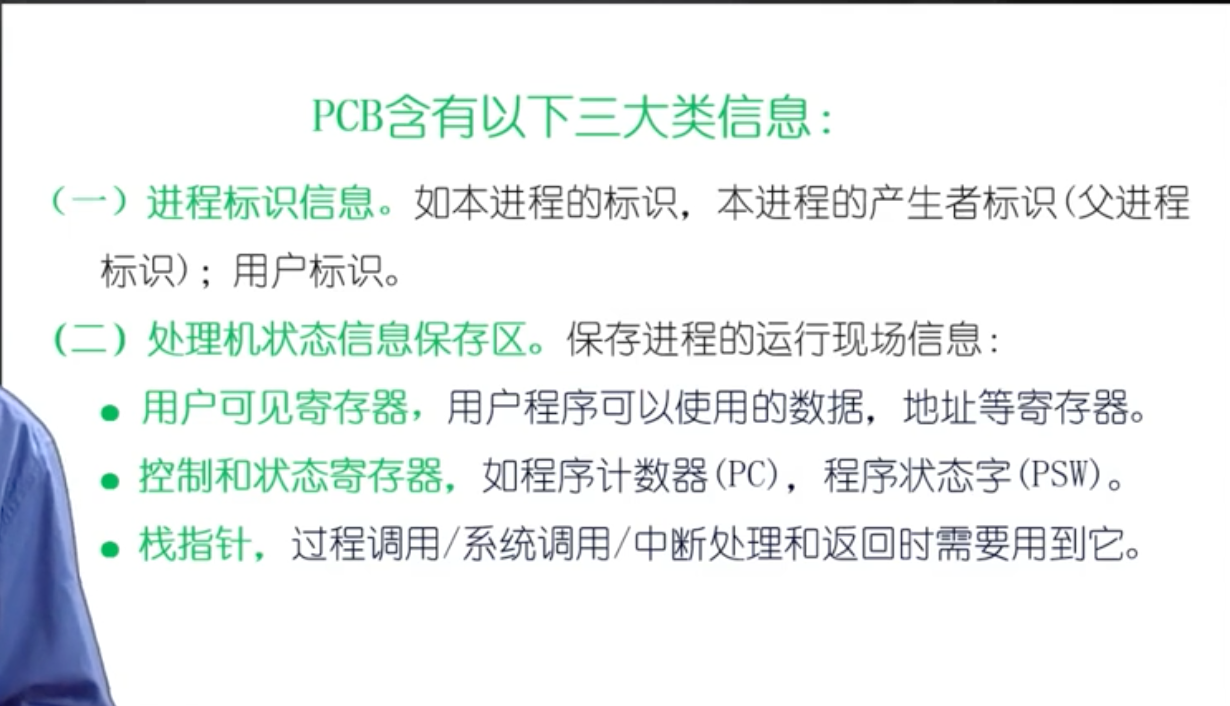 PCB含有以下三大类信息:
(一)进程标识信息。如本进程的标识，本进程的产生者标识(父进程
标识)；用户标识。
(二)处理机状态信息保存区。保存进程的运行现场信息:
● 用户可见寄存器，用户程序可以使用的数据，地址等寄存器。
● 控制和状态寄存器，如程序计数器(PC)，程序状态字(PSW)。
● 栈指针，过程调用/系统调用/中断处理和返回时需要用到它。